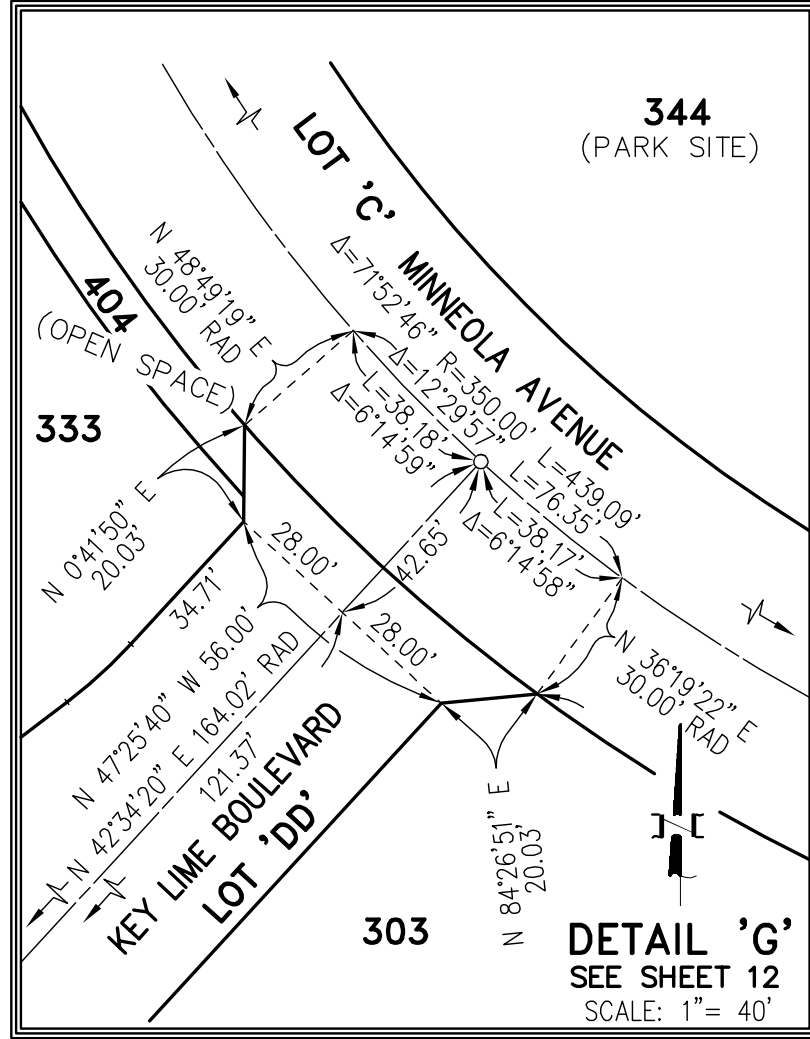 344
(PARK SITE)
LOT 'C' MINNEOLA AVENUE
Δ=71°52'46" R=350.00' L=439.09'
Δ=12°29'57" L=76.35'
L=38.18'
Δ=6°14'59"
L=38.17'
Δ=6°14'58"
N 48°49'19" E
30.00' RAD
404
(OPEN SPACE)
333
N 0°41'50" E
20.03'
28.00'
42.65'
28.00'
34.71'
N 47°25'40" W 56.00'
N 42°34'20" E 164.02' RAD
121.37'
KEY LIME BOULEVARD
LOT 'DD'
N 36°19'22" E
30.00' RAD
N 84°26'51" E
20.03'
303
DETAIL 'G'
SEE SHEET 12
SCALE: 1"= 40'